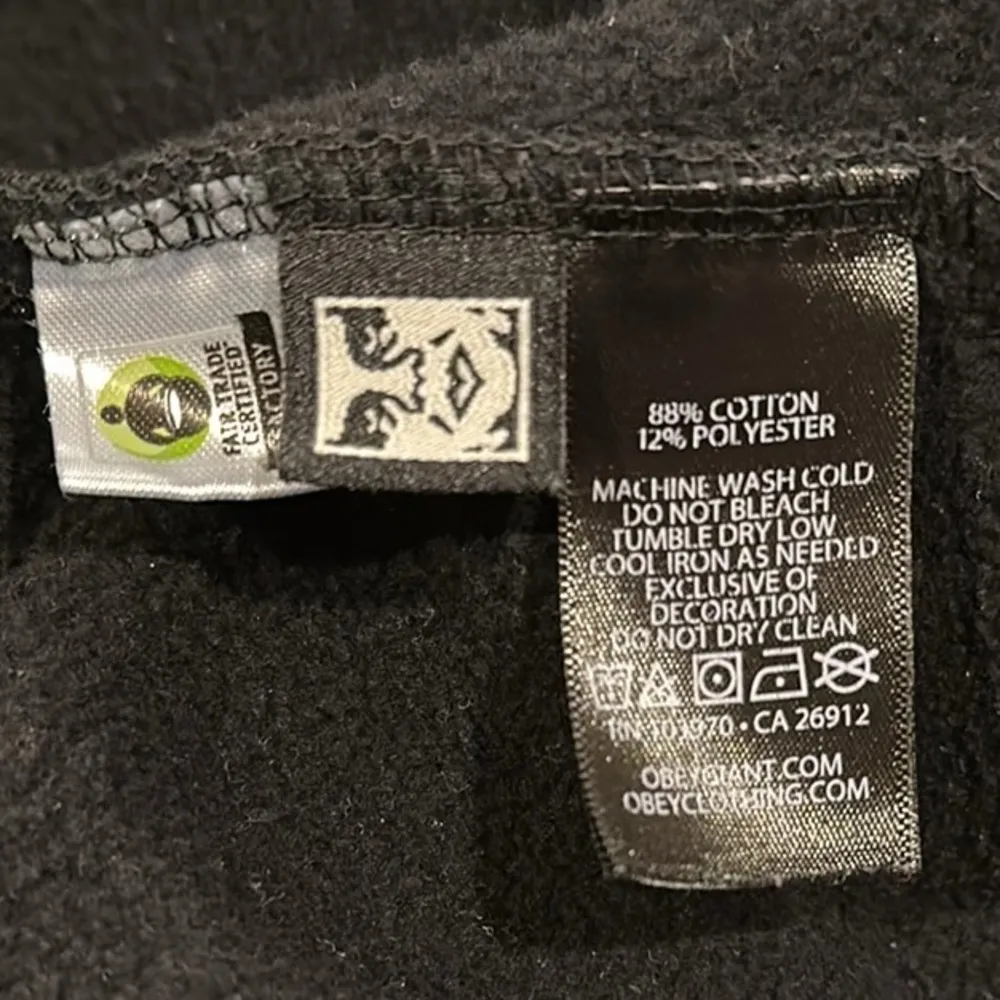 FAIR TRADE
CERTIFIED
FACTORY
88% COTTON
12% POLYESTER
MACHINE WASH COLD
DO NOT BLEACH
TUMBLE DRY LOW
COOL IRON AS NEEDED
EXCLUSIVE OF
DECORATION
DO NOT DRY CLEAN
RN • CA 26912
OBEYGIANT.COM
OBEYCLOTHING.COM